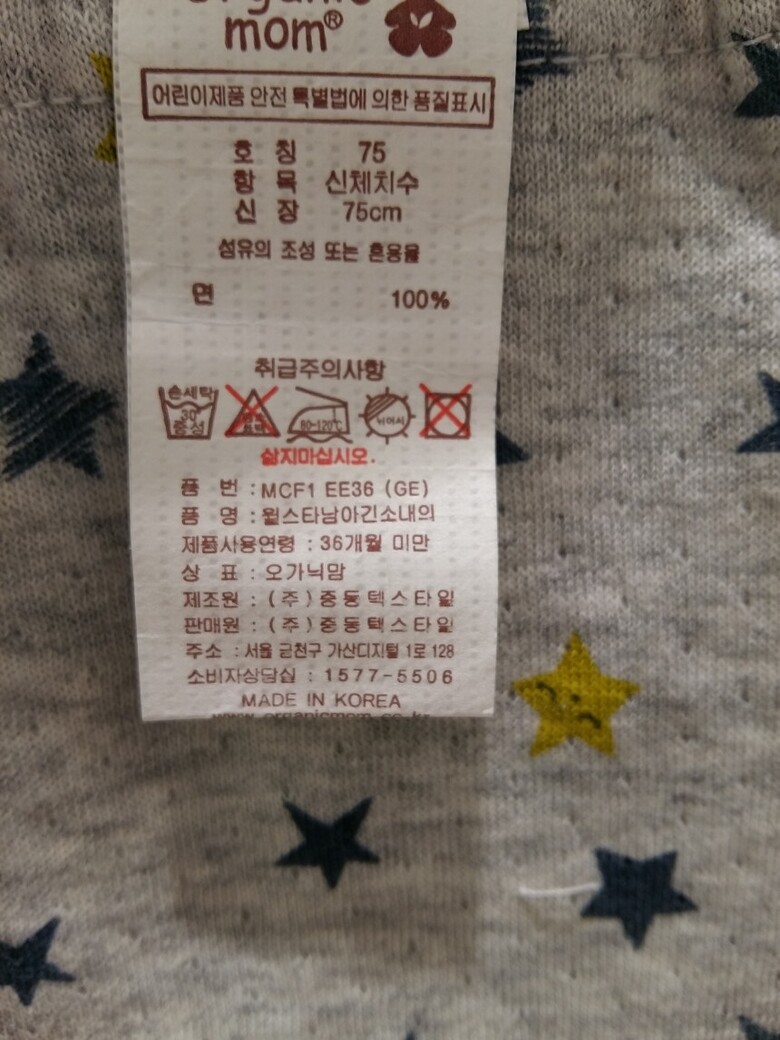 organic
mom®
어린이제품 안전 특별법에 의한 품질표시
호 칭 75
항 목 신체치수
신 장 75cm
섬유의 조성 또는 혼용율
면 100%
취급주의사항
손세탁
30
중성
80~120℃
뉘어서
삶지마십시오.
품 번 : MCF1 EE36 (GE)
품 명 : 윌스타남아긴소내의
제품사용연령 : 36개월 미만
상 표 : 오가닉맘
제조원 : (주)중동텍스타일
판매원 : (주)중동텍스타일
주소 : 서울 금천구 가산디지털 1로 128
소비자상담실 : 1577-5506
MADE IN KOREA
www.organicmom.co.kr